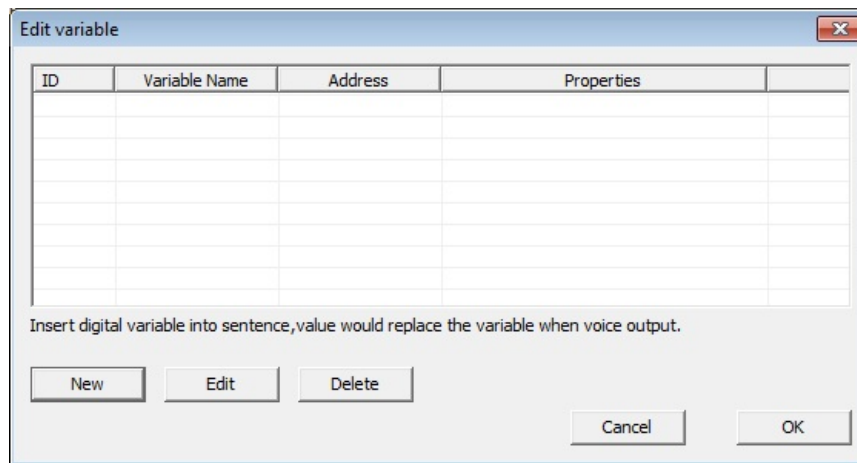 Edit variable
ID Variable Name Address Properties
Insert digital variable into sentence,value would replace the variable when voice output.
New Edit Delete
Cancel OK